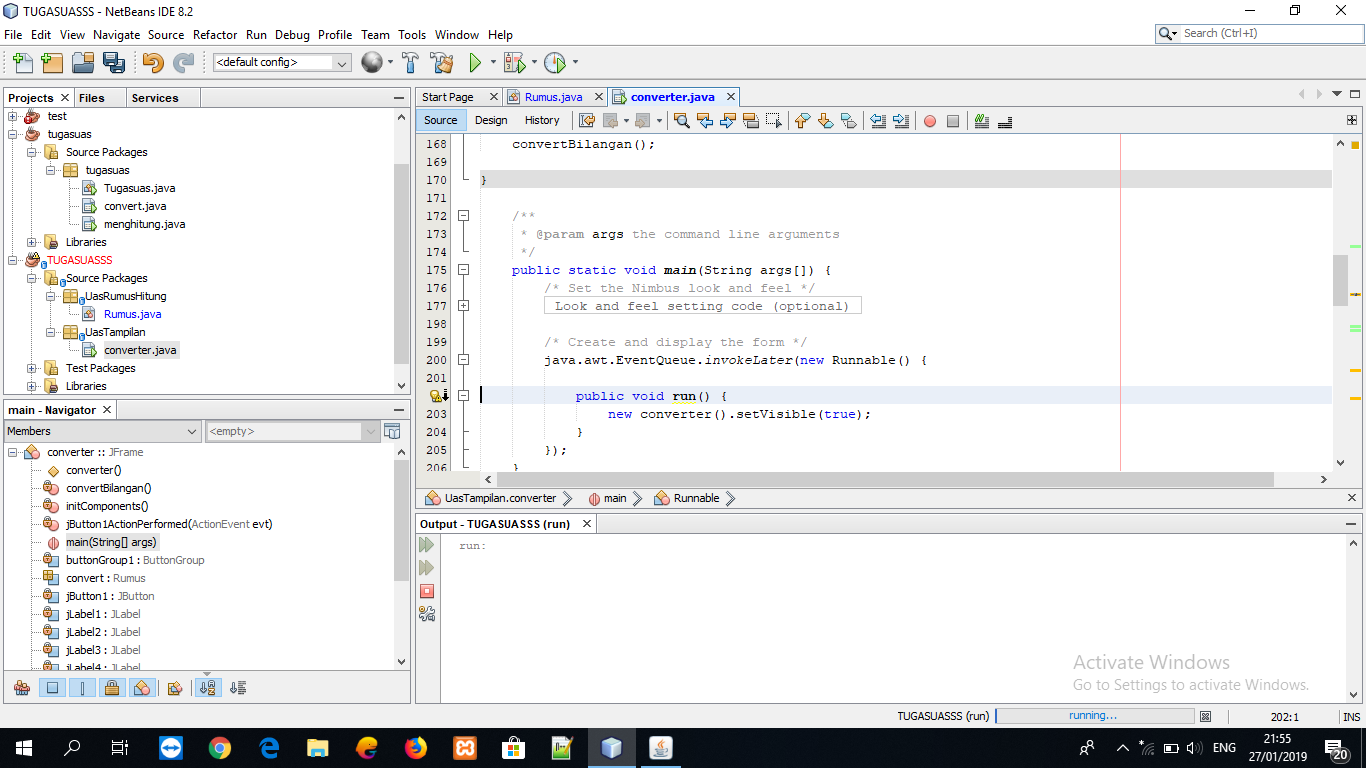 TUGASUASSS - NetBeans IDE 8.2
File Edit View Navigate Source Refactor Run Debug Profile Team Tools Window Help
Search (Ctrl+I)
<default config>
Projects Files Services
test
tugasuas
Source Packages
tugasuas
Tugasuas.java
convert.java
menghitung.java
Libraries
TUGASUASSS
Source Packages
UasRumusHitung
Rumus.java
UasTampilan
converter.java
Test Packages
Libraries
main - Navigator
Members <empty>
converter :: JFrame
converter()
convertBilangan()
initComponents()
jButton1ActionPerformed(ActionEvent evt)
main(String[] args)
buttonGroup1 : ButtonGroup
convert : Rumus
jButton1 : JButton
jLabel1 : JLabel
jLabel2 : JLabel
jLabel3 : JLabel
jLabel4 : JLabel
Start Page Rumus.java converter.java
Source Design History
168 convertBilangan();
169
170 }
171
172 /**
173 * @param args the command line arguments
174 */
175 public static void main(String args[]) {
176 /* Set the Nimbus look and feel */
177 Look and feel setting code (optional)
198
199 /* Create and display the form */
200 java.awt.EventQueue.invokeLater(new Runnable() {
201
public void run() {
203 new converter().setVisible(true);
204 }
205 });
206 }
UasTampilan.converter main Runnable
Output - TUGASUASSS (run)
run:
Activate Windows
Go to Settings to activate Windows.
TUGASUASSS (run) running... 202:1 INS
ENG
21:55
27/01/2019
20